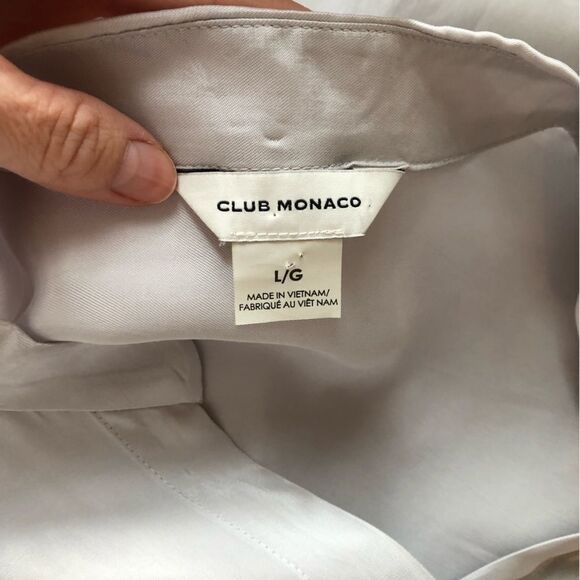 CLUB MONACO
L/G
MADE IN VIETNAM/
FABRIQUÉ AU VIÊT NAM